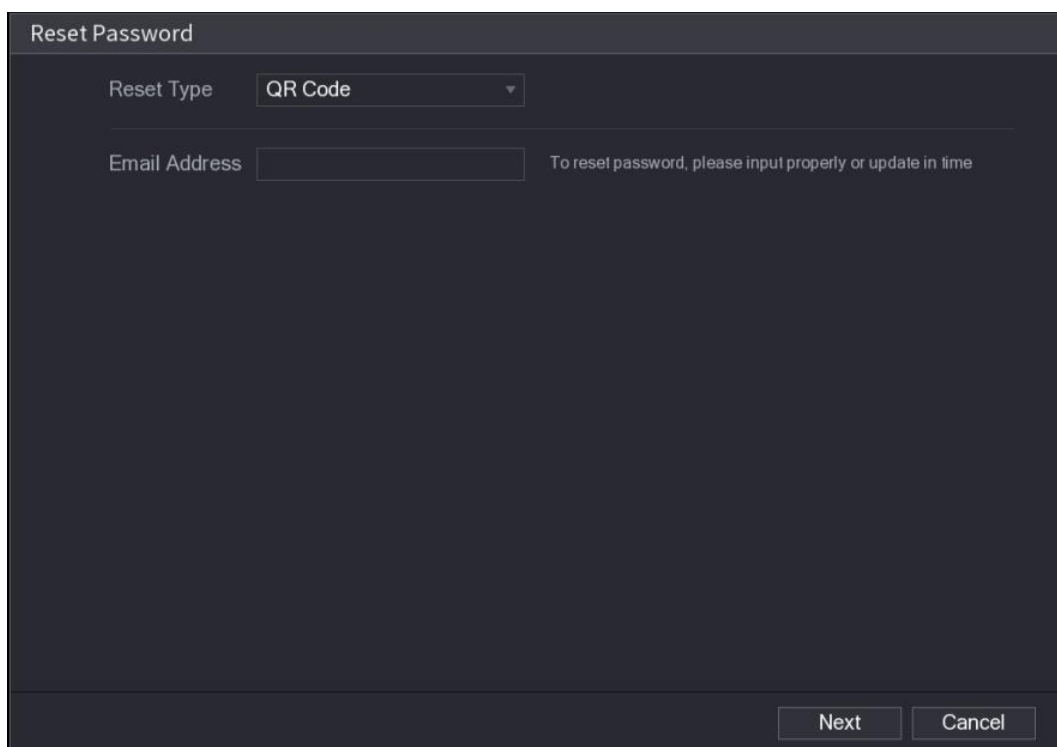 Reset Password
Reset Type QR Code
Email Address To reset password, please input properly or update in time
Next Cancel